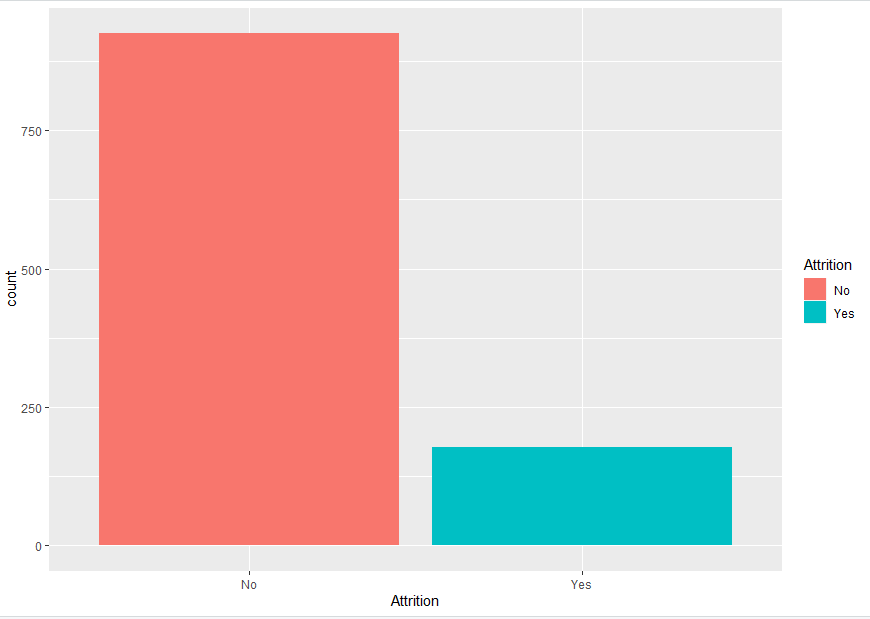 count
750
500
250
0
No
Yes
Attrition
Attrition
No
Yes